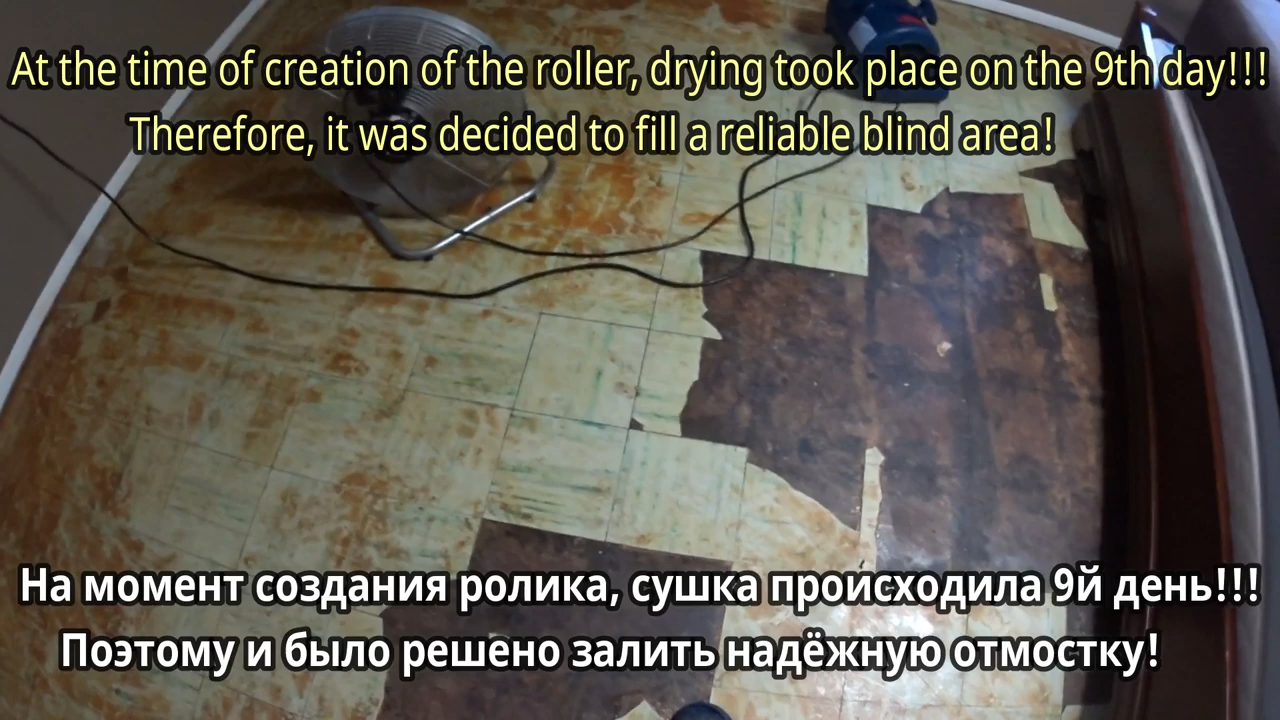 At the time of creation of the roller, drying took place on the 9th day!!!
Therefore, it was decided to fill a reliable blind area!
На момент создания ролика, сушка происходила 9й день!!!
Поэтому и было решено залить надёжную отмостку!